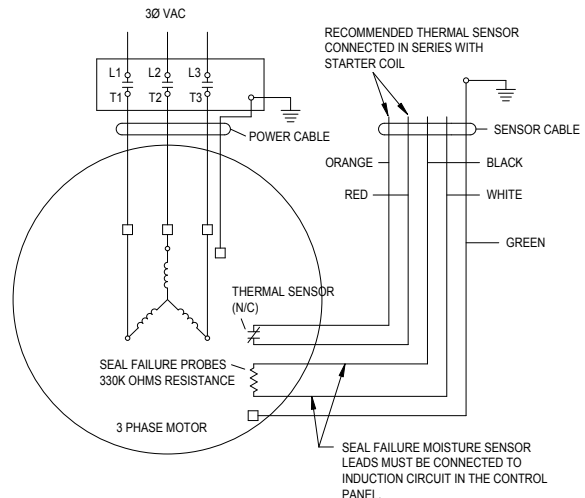 3Ø VAC
L1
L2
L3
T1
T2
T3
POWER CABLE
RECOMMENDED THERMAL SENSOR
CONNECTED IN SERIES WITH
STARTER COIL
SENSOR CABLE
ORANGE
BLACK
RED
WHITE
GREEN
THERMAL SENSOR
(N/C)
SEAL FAILURE PROBES
330K OHMS RESISTANCE
3 PHASE MOTOR
SEAL FAILURE MOISTURE SENSOR
LEADS MUST BE CONNECTED TO
INDUCTION CIRCUIT IN THE CONTROL
PANEL.